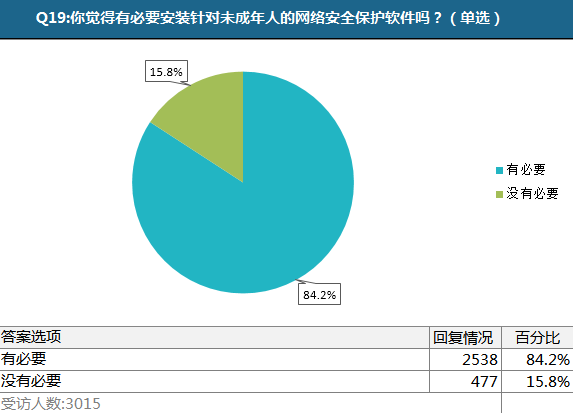 Q19:你觉得有必要安装针对未成年人的网络安全保护软件吗？（单选）
15.8%
有必要
没有必要
84.2%
答案选项 回复情况 百分比
有必要 2538 84.2%
没有必要 477 15.8%
受访人数:3015